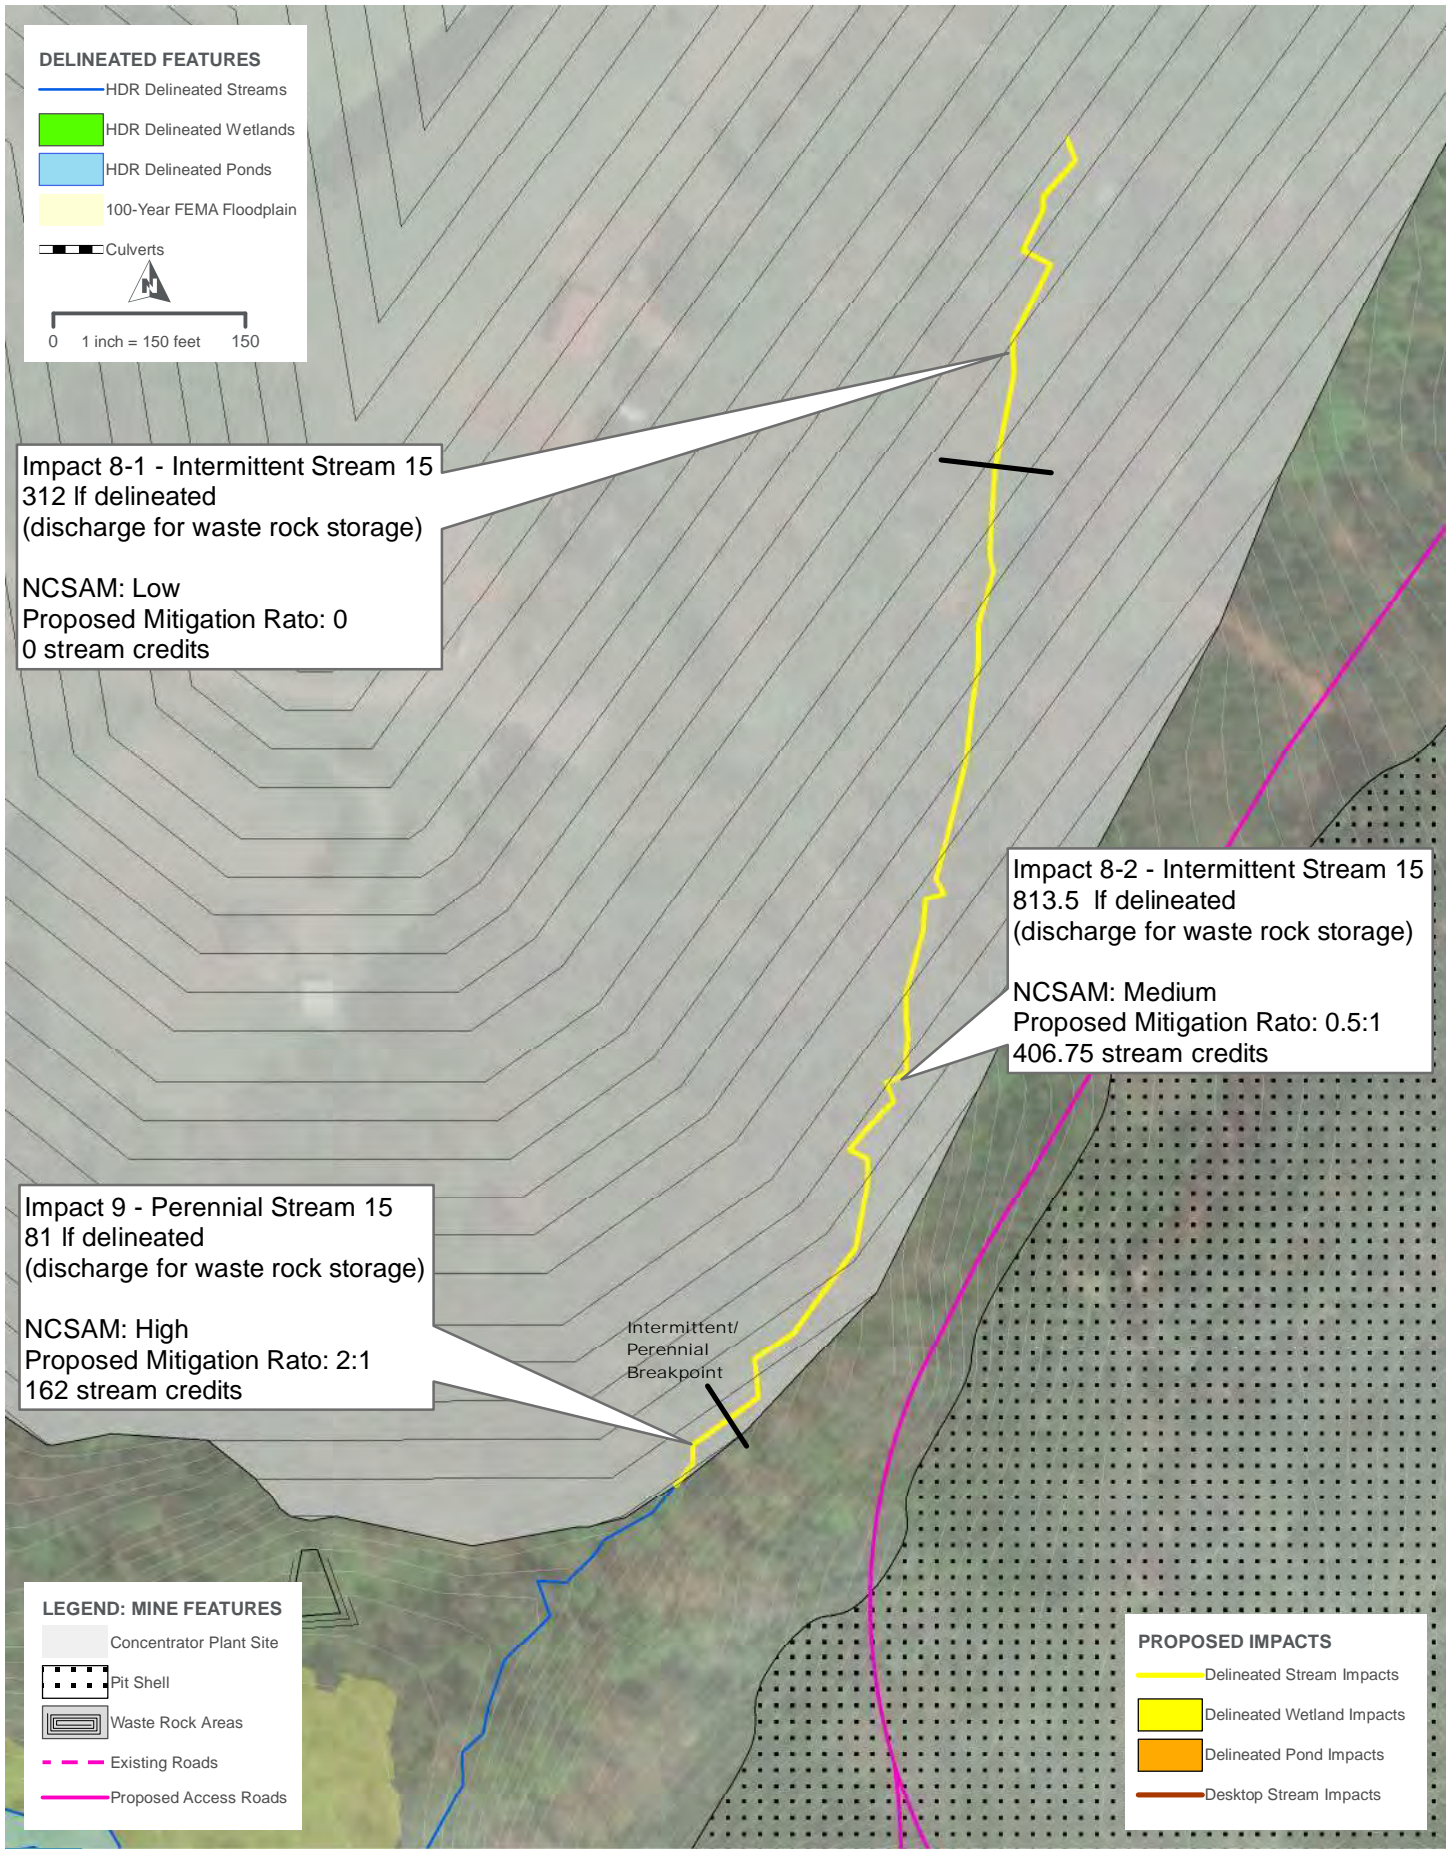 DELINEATED FEATURES
HDR Delineated Streams
HDR Delineated Wetlands
HDR Delineated Ponds
100-Year FEMA Floodplain
Culverts
N
0 1 inch = 150 feet 150
Impact 8-1 - Intermittent Stream 15
312 lf delineated
(discharge for waste rock storage)
NCSAM: Low
Proposed Mitigation Rato: 0
0 stream credits
Impact 8-2 - Intermittent Stream 15
813.5 lf delineated
(discharge for waste rock storage)
NCSAM: Medium
Proposed Mitigation Rato: 0.5:1
406.75 stream credits
Impact 9 - Perennial Stream 15
81 lf delineated
(discharge for waste rock storage)
NCSAM: High
Proposed Mitigation Rato: 2:1
162 stream credits
Intermittent/
Perennial
Breakpoint
LEGEND: MINE FEATURES
Concentrator Plant Site
Pit Shell
Waste Rock Areas
Existing Roads
Proposed Access Roads
PROPOSED IMPACTS
Delineated Stream Impacts
Delineated Wetland Impacts
Delineated Pond Impacts
Desktop Stream Impacts